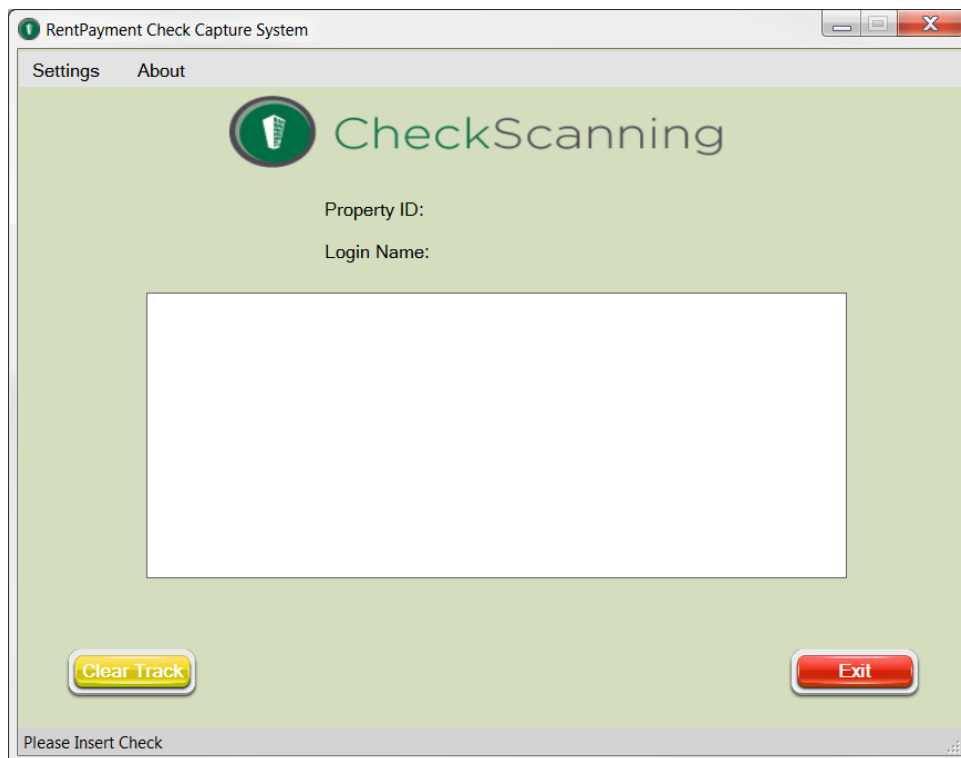 RentPayment Check Capture System
Settings About
CheckScanning
Property ID:
Login Name:
Clear Track Exit
Please Insert Check